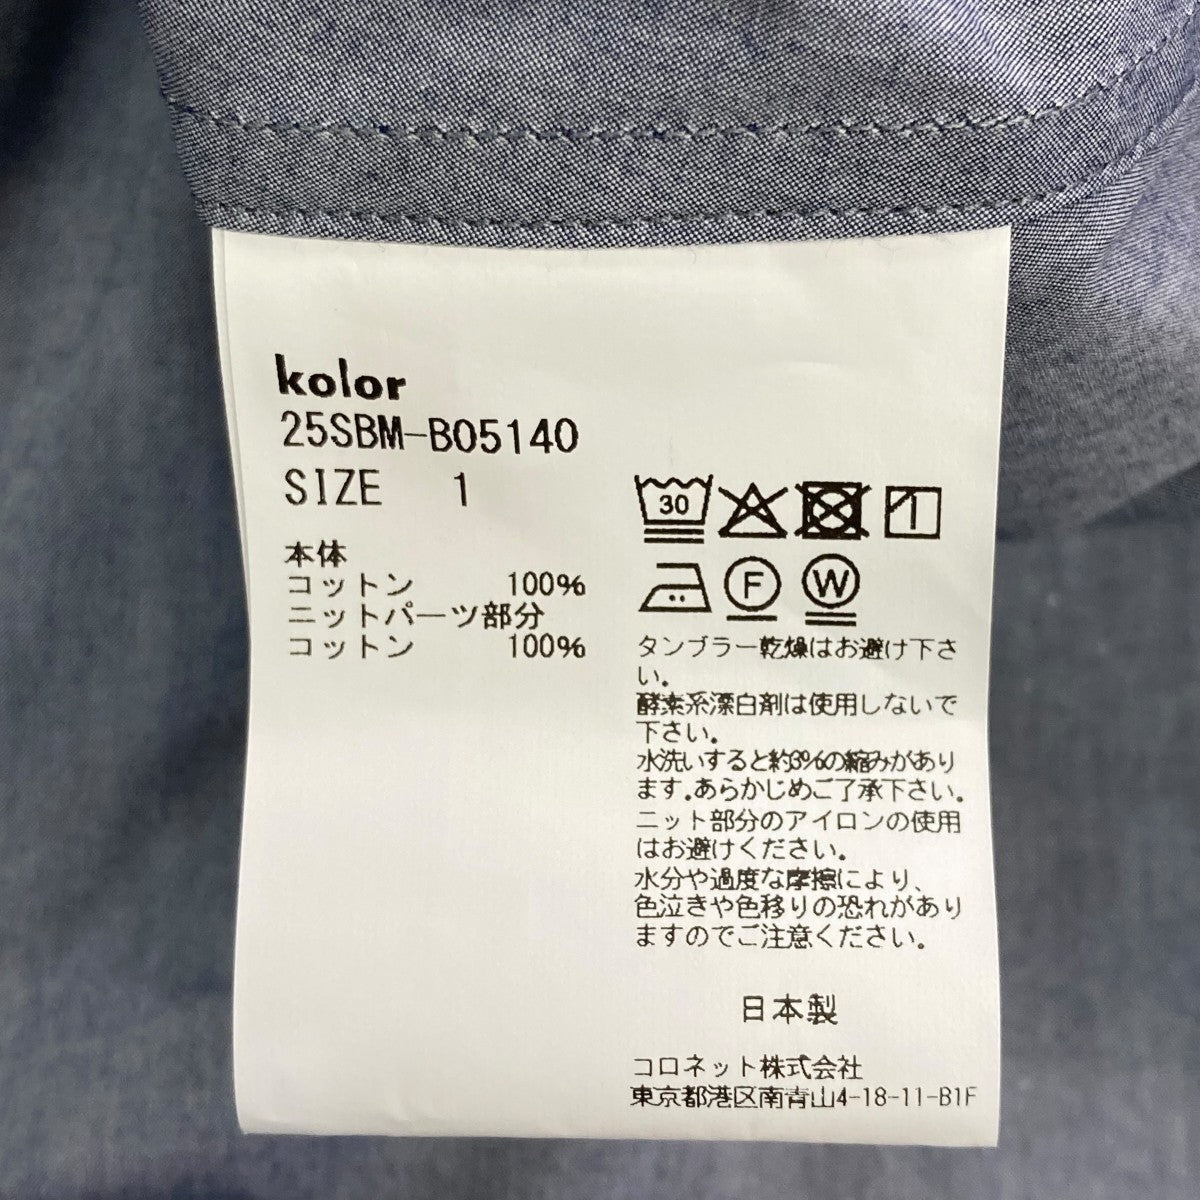 kolor
25SBM-B05140
SIZE 1
本体
コットン 100%
ニットパーツ部分
コットン 100%
30
F W
タンブラー乾燥はお避け下さ
い。
酵素系漂白剤は使用しないで
下さい。
水洗いすると約3%の縮みがあり
ます。あらかじめご了承下さい。
ニット部分のアイロンの使用
はお避けください。
水分や過度な摩擦により、
色泣きや色移りの恐れがあり
ますのでご注意ください。
日本製
コロネット株式会社
東京都港区南青山4-18-11-B1F